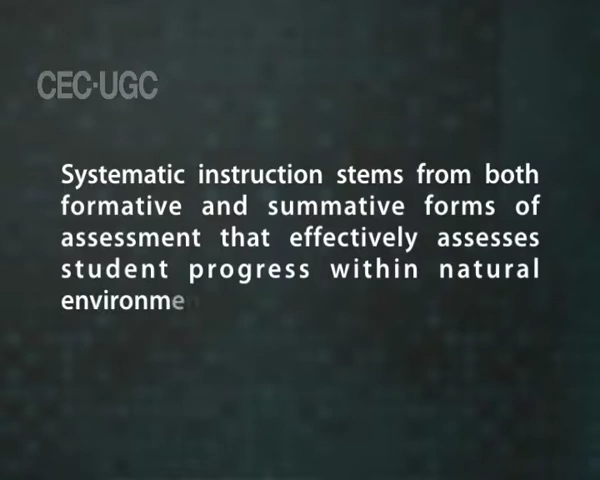 CEC-UGC
Systematic instruction stems from both
formative and summative forms of
assessment that effectively assesses
student progress within natural
environmen